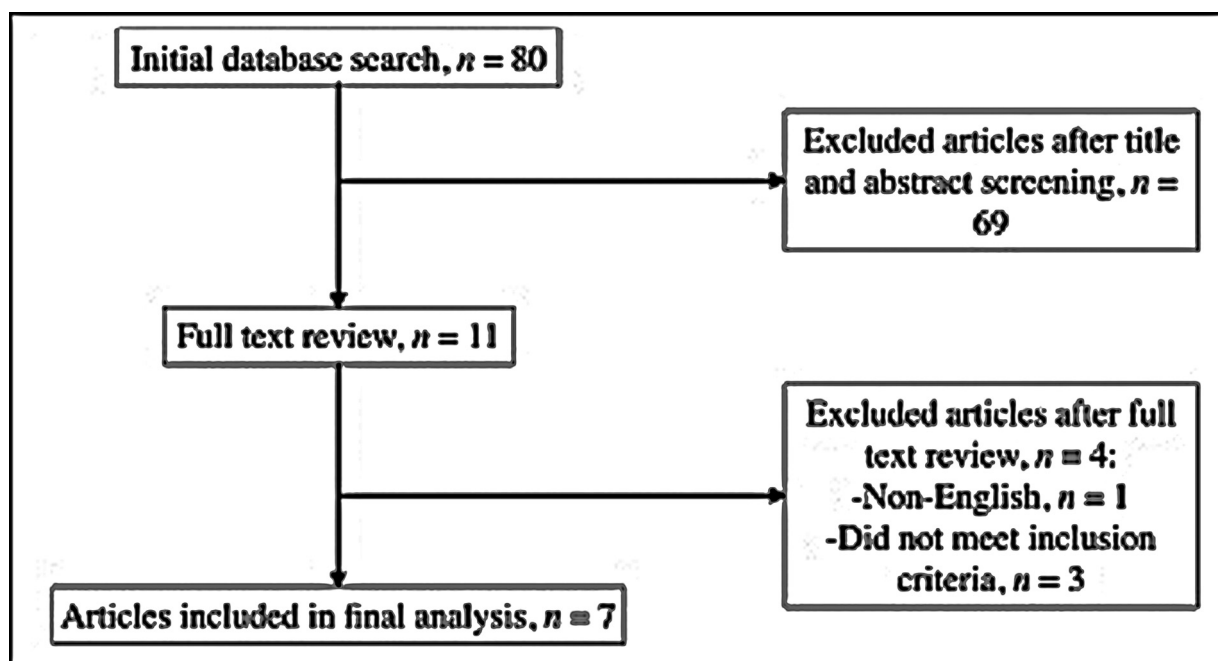 Initial database search, n = 80
Excluded articles after title
and abstract screening, n =
69
Full text review, n = 11
Excluded articles after full
text review, n = 4:
-Non-English, n = 1
-Did not meet inclusion
criteria, n = 3
Articles included in final analysis, n = 7